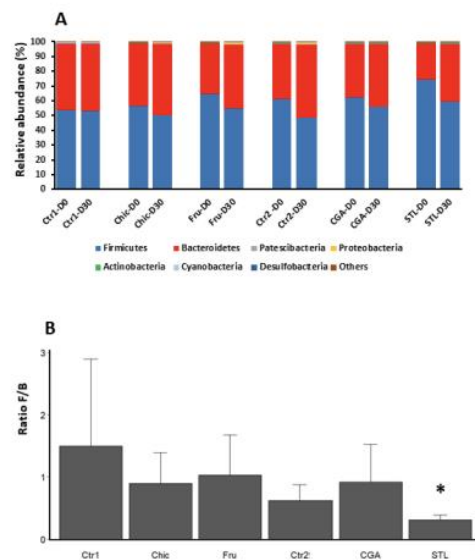 A
Relative abundance (%)
100
90
80
70
60
50
40
30
20
10
0
Ctr1-D0
Ctr1-D30
Chic-D0
Chic-D30
Fru-D0
Fru-D30
Ctr2-D0
Ctr2-D30
CGA-D0
CGA-D30
STL-D0
STL-D30
Firmicutes Bacteroidetes Patescibacteria Proteobacteria
Actinobacteria Cyanobacteria Desulfobacteria Others
B
Ratio F/B
3
2
1
0
*
Ctr1 Chic Fru Ctr2 CGA STL